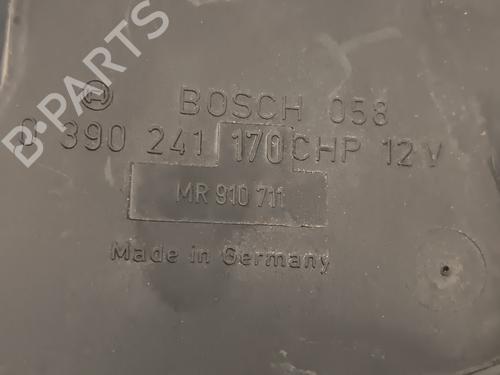 B-PARTS
BOSCH 058
0 390 241 170 CHP 12 V
MR 910 711
Made in Germany